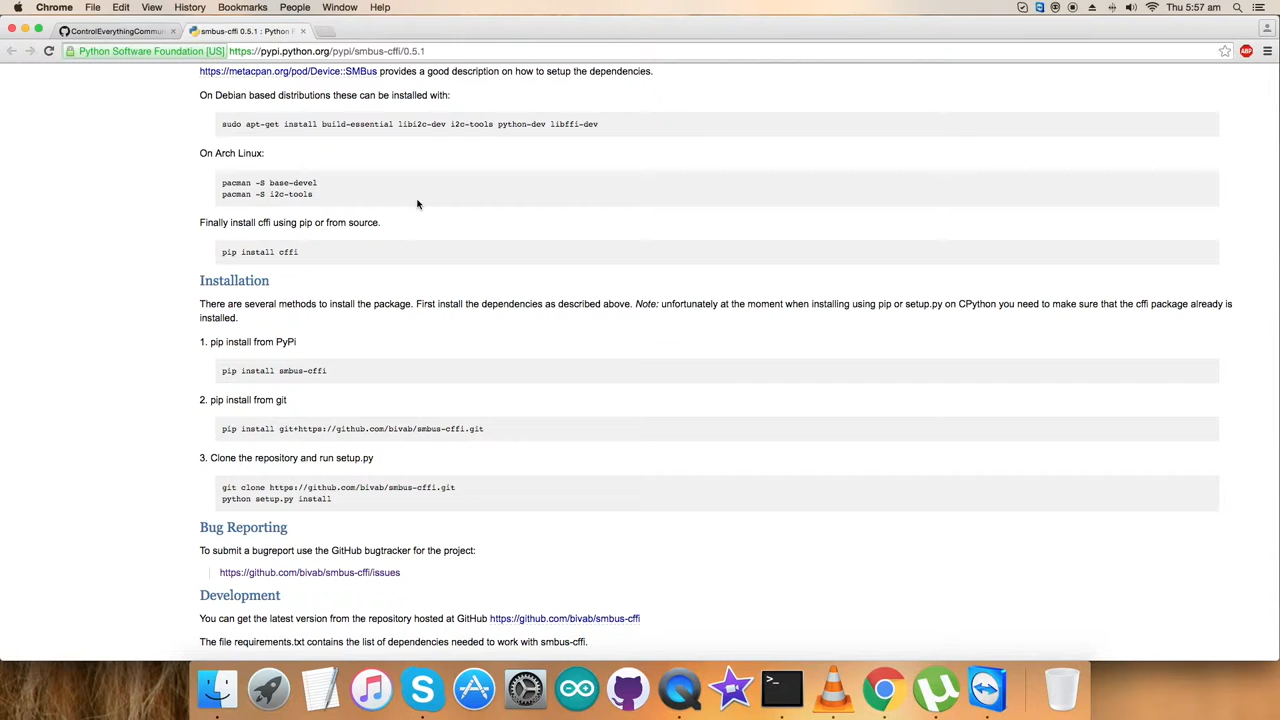 Chrome File Edit View History Bookmarks People Window Help Thu 5:57 am
ControlEverythingCommun
smbus-cffi 0.5.1 : Python
Python Software Foundation [US] https://pypi.python.org/pypi/smbus-cffi/0.5.1
ABP
https://metacpan.org/pod/Device::SMBus provides a good description on how to setup the dependencies.
On Debian based distributions these can be installed with:
sudo apt-get install build-essential libi2c-dev i2c-tools python-dev libffi-dev
On Arch Linux:
pacman -S base-devel
pacman -S i2c-tools
Finally install cffi using pip or from source.
pip install cffi
Installation
There are several methods to install the package. First install the dependencies as described above. Note: unfortunately at the moment when installing using pip or setup.py on CPython you need to make sure that the cffi package already is
installed.
1. pip install from PyPi
pip install smbus-cffi
2. pip install from git
pip install git+https://github.com/bivab/smbus-cffi.git
3. Clone the repository and run setup.py
git clone https://github.com/bivab/smbus-cffi.git
python setup.py install
Bug Reporting
To submit a bugreport use the GitHub bugtracker for the project:
https://github.com/bivab/smbus-cffi/issues
Development
You can get the latest version from the repository hosted at GitHub https://github.com/bivab/smbus-cffi
The file requirements.txt contains the list of dependencies needed to work with smbus-cffi.